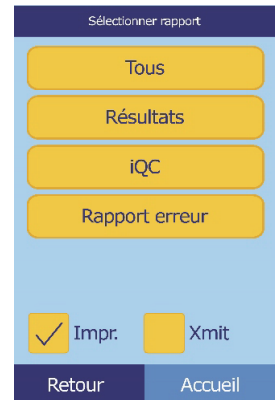 Sélectionner rapport
Tous
Résultats
iQC
Rapport erreur
Impr. Xmit
Retour Accueil